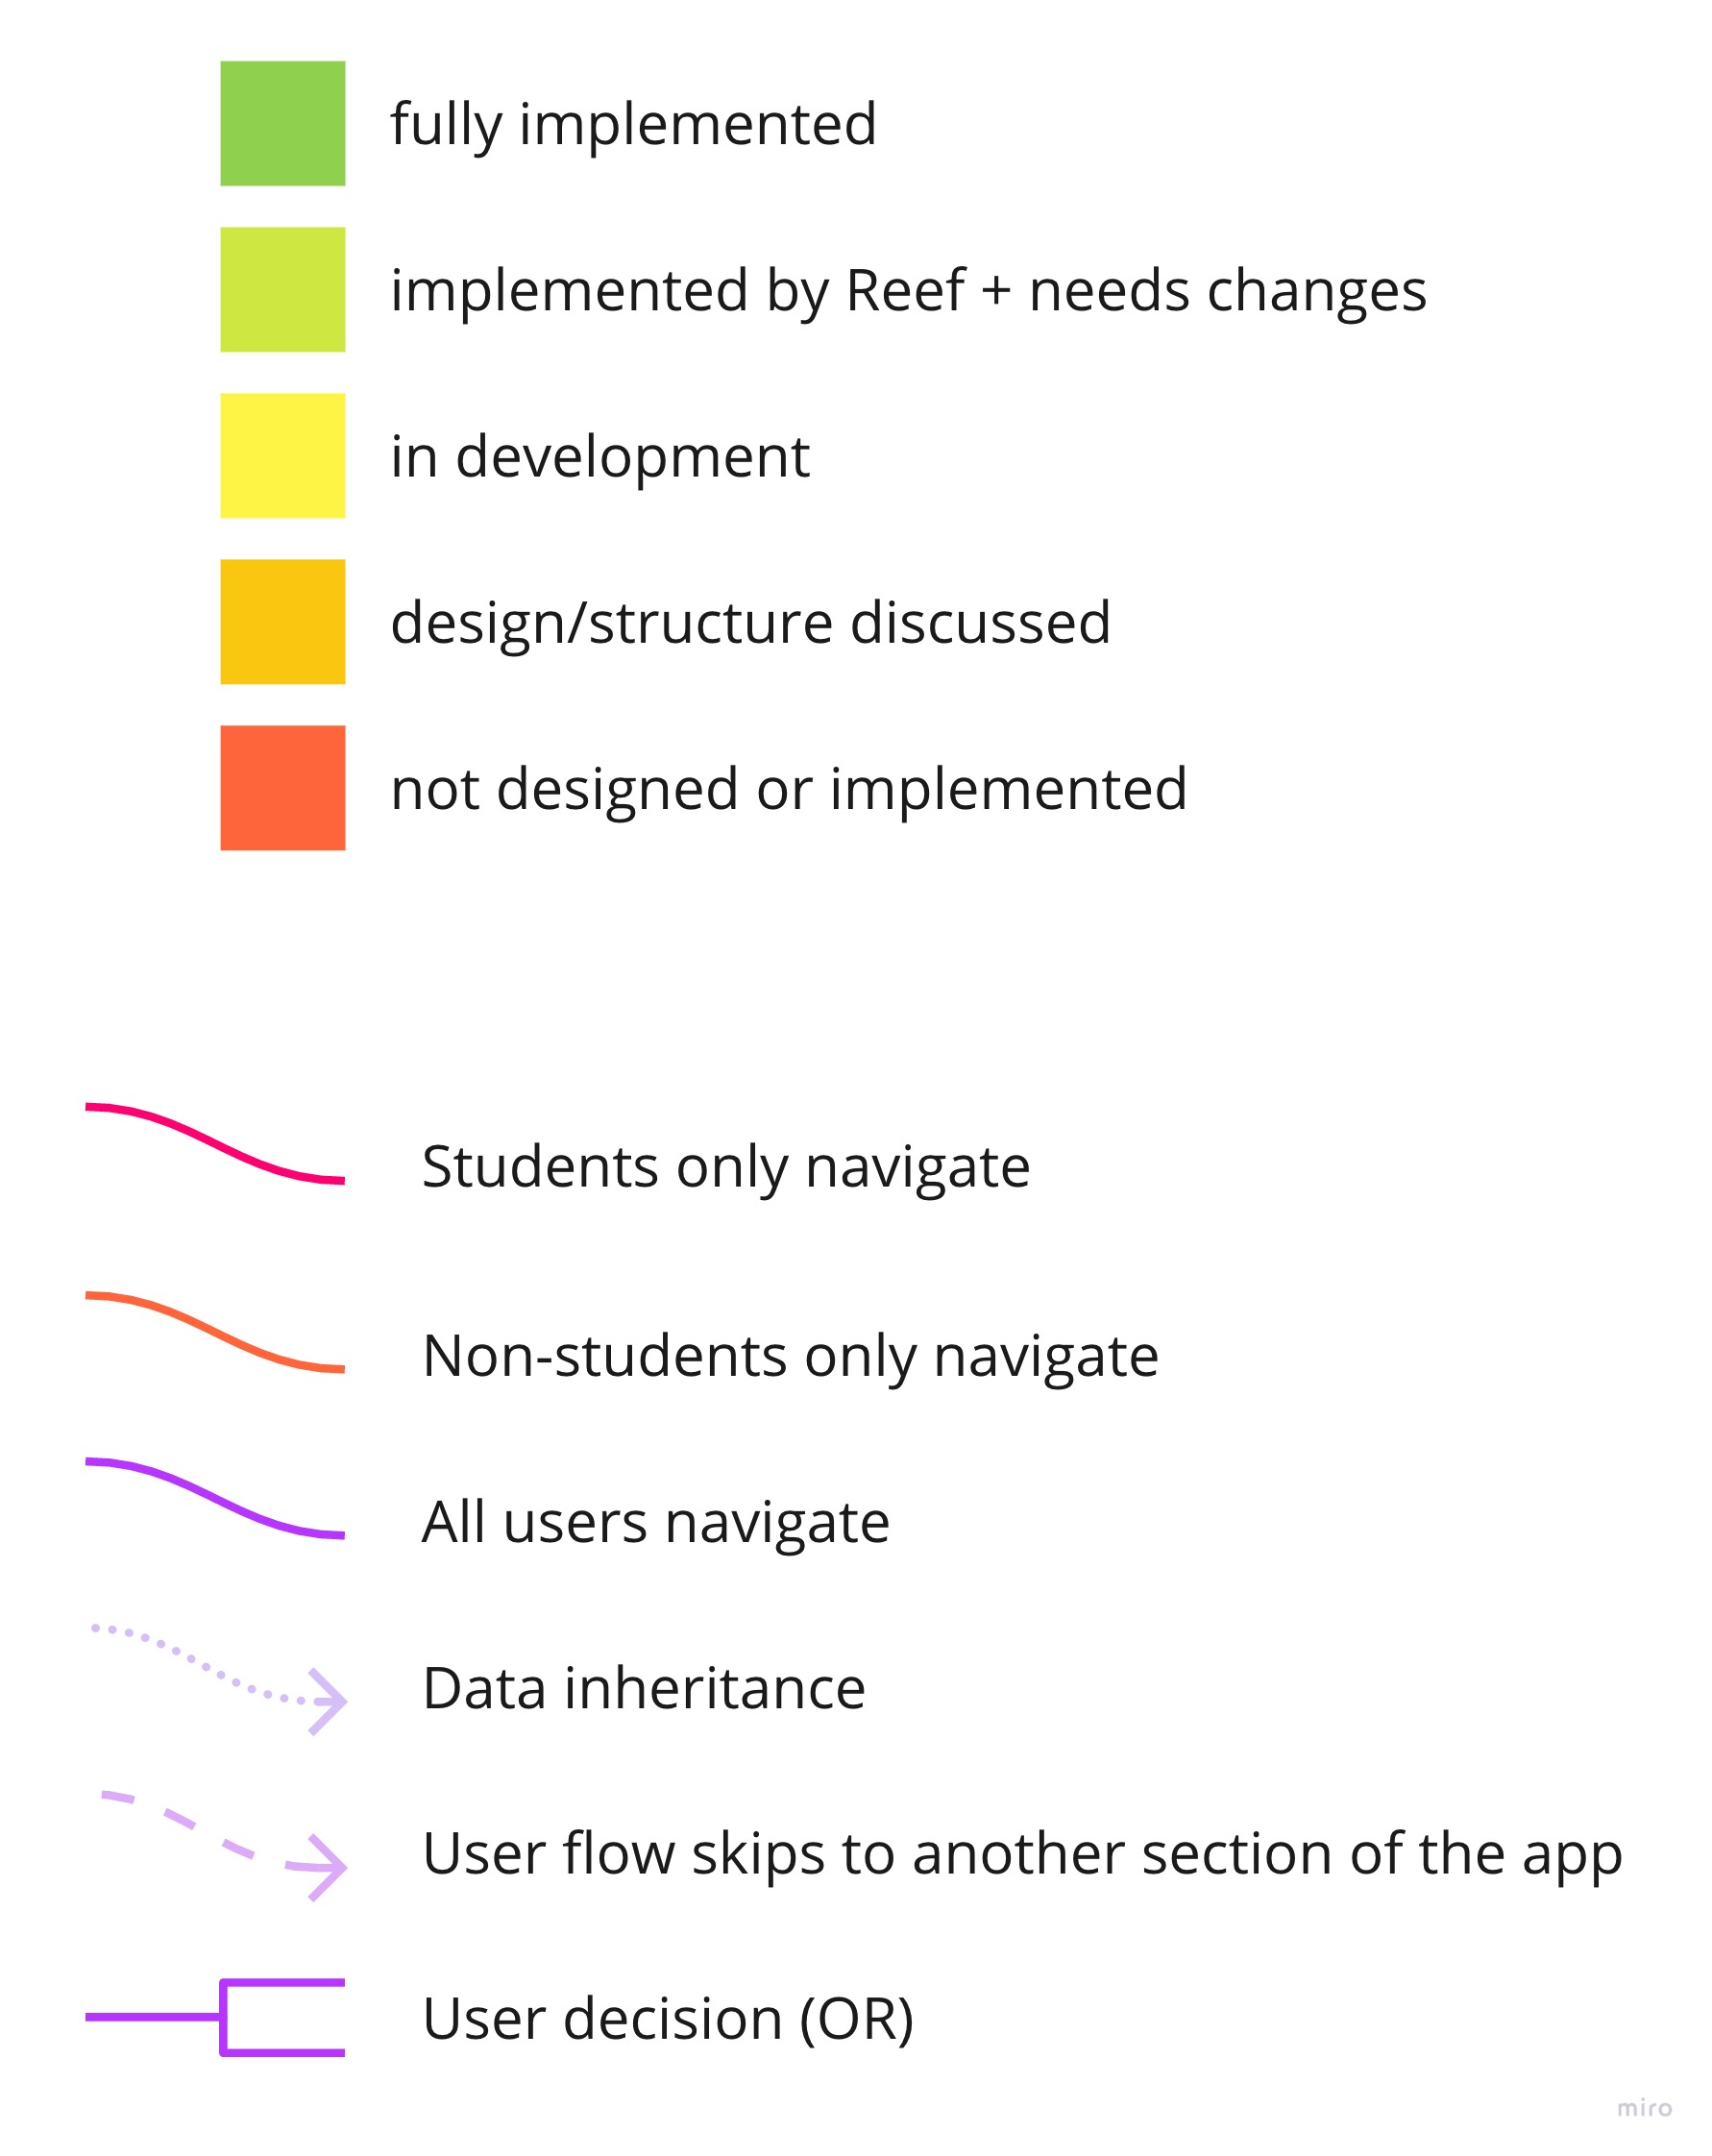 fully implemented
implemented by Reef + needs changes
in development
design/structure discussed
not designed or implemented
Students only navigate
Non-students only navigate
All users navigate
Data inheritance
User flow skips to another section of the app
User decision (OR)
miro